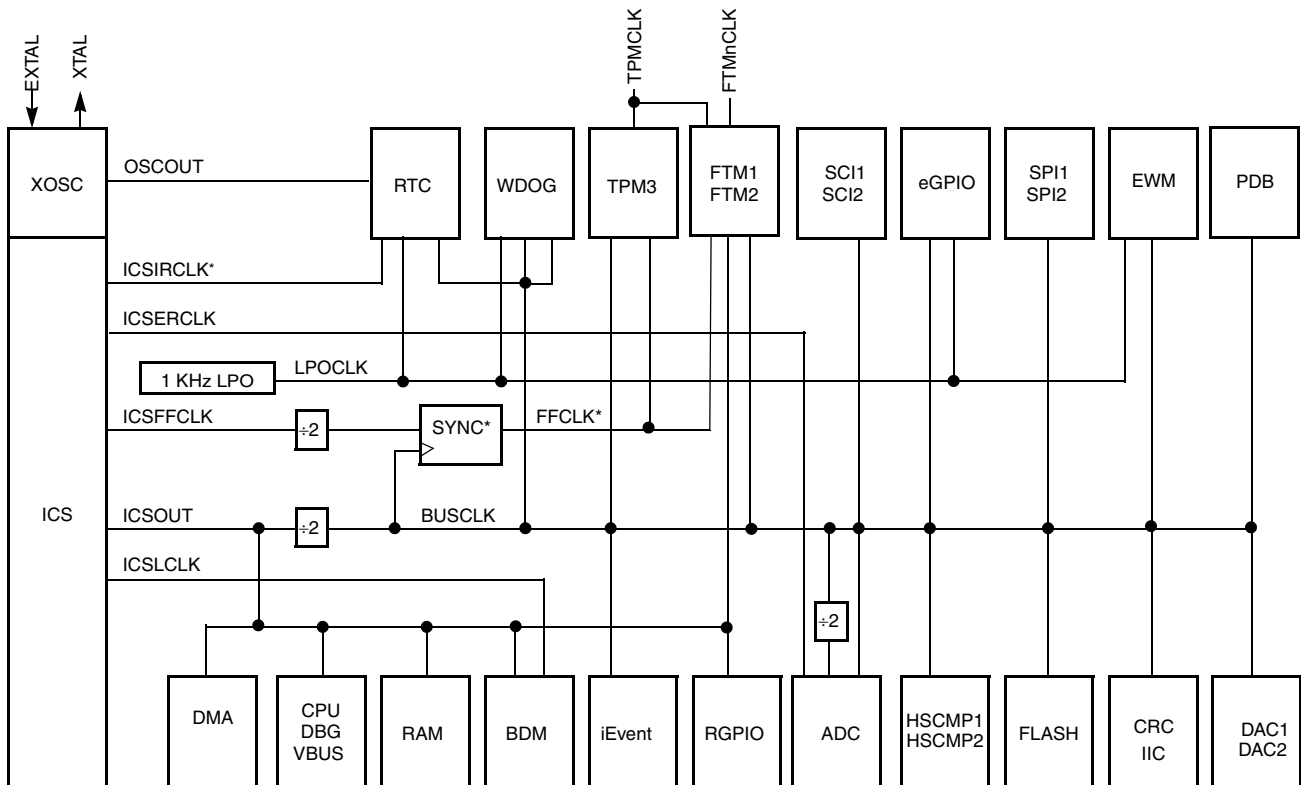 EXTAL
XTAL
TPMCLK
FTMnCLK
XOSC
OSCOUT
RTC
WDOG
TPM3
FTM1
FTM2
SCI1
SCI2
eGPIO
SPI1
SPI2
EWM
PDB
ICSIRCLK*
ICSERCLK
1 KHz LPO
LPOCLK
ICSFFCLK
÷2
SYNC*
FFCLK*
ICS
ICSOUT
÷2
BUSCLK
ICSLCLK
÷2
DMA
CPU
DBG
VBUS
RAM
BDM
iEvent
RGPIO
ADC
HSCMP1
HSCMP2
FLASH
CRC
IIC
DAC1
DAC2